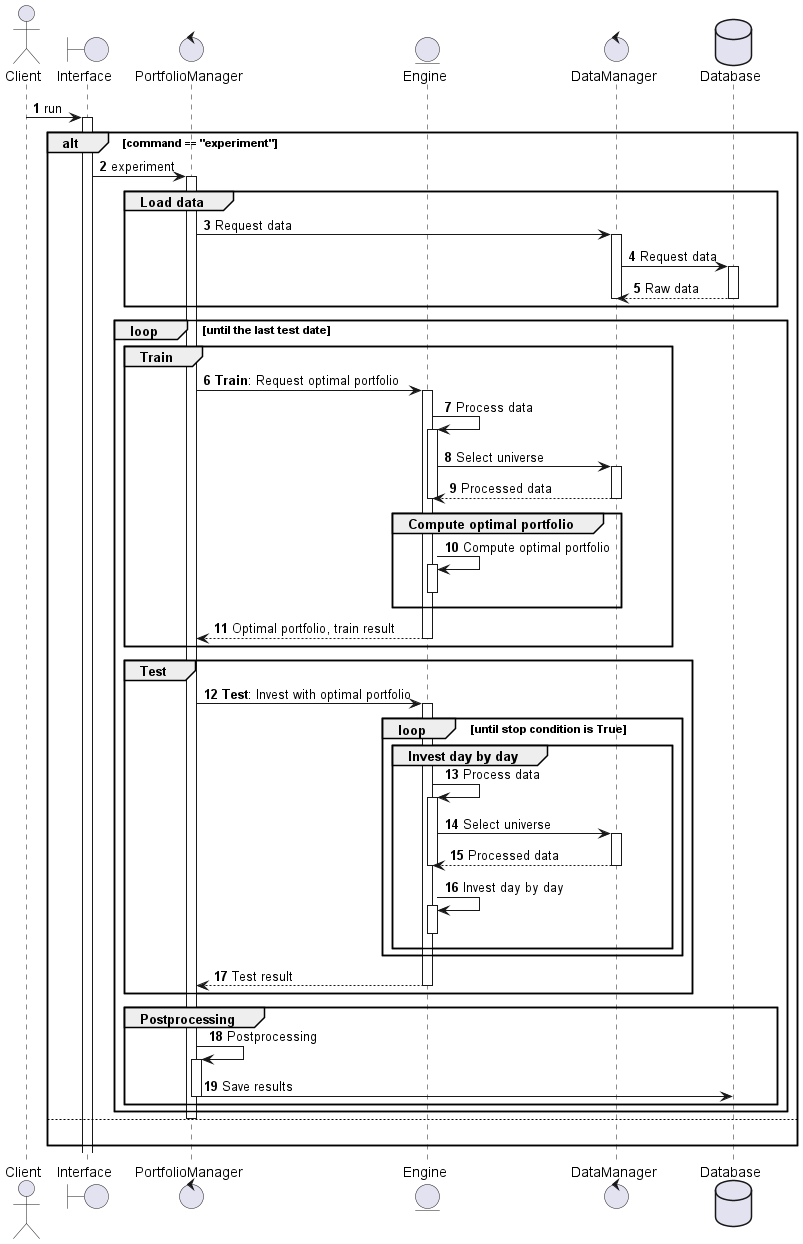 Client Interface PortfolioManager Engine DataManager Database
1 run
alt [command == "experiment"]
2 experiment
Load data
3 Request data
4 Request data
5 Raw data
loop [until the last test date]
Train
6 Train: Request optimal portfolio
7 Process data
8 Select universe
9 Processed data
Compute optimal portfolio
10 Compute optimal portfolio
11 Optimal portfolio, train result
Test
12 Test: Invest with optimal portfolio
loop [until stop condition is True]
Invest day by day
13 Process data
14 Select universe
15 Processed data
16 Invest day by day
17 Test result
Postprocessing
18 Postprocessing
19 Save results
Client Interface PortfolioManager Engine DataManager Database